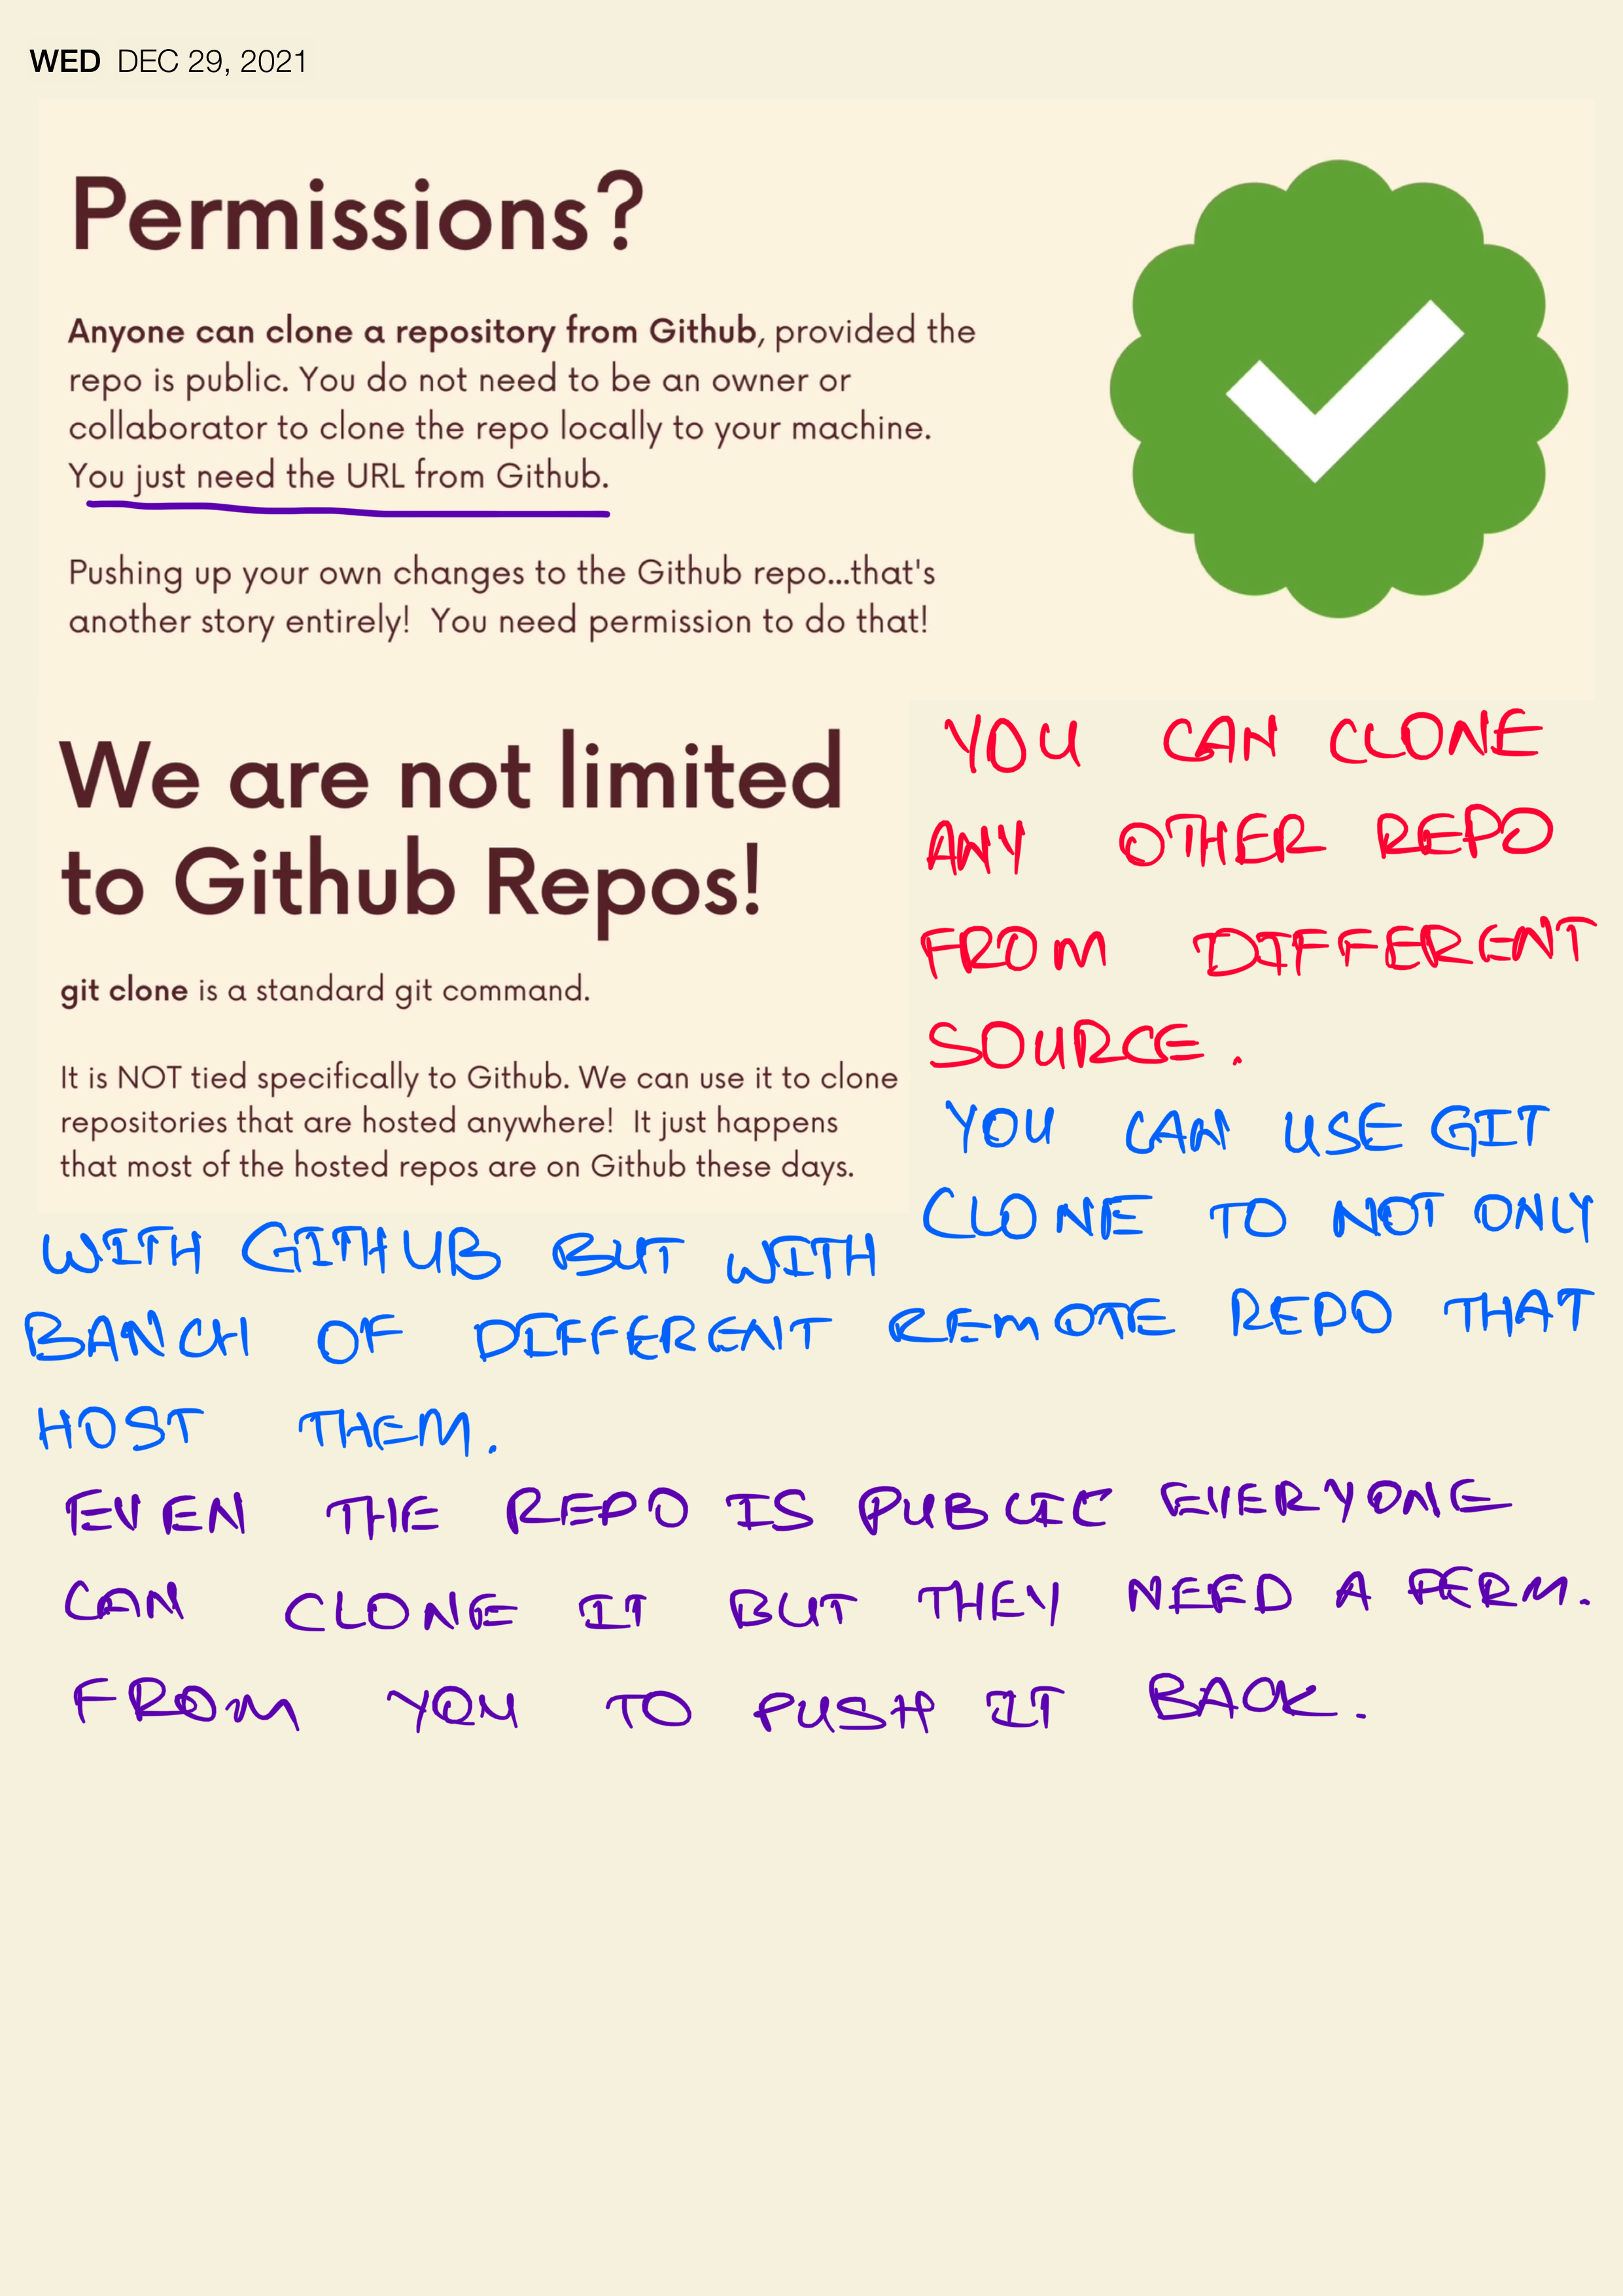 WED DEC 29, 2021
Permissions?
Anyone can clone a repository from Github, provided the
repo is public. You do not need to be an owner or
collaborator to clone the repo locally to your machine.
You just need the URL from Github.
Pushing up your own changes to the Github repo...that's
another story entirely! You need permission to do that!
We are not limited
to Github Repos!
git clone is a standard git command.
It is NOT tied specifically to Github. We can use it to clone
repositories that are hosted anywhere! It just happens
that most of the hosted repos are on Github these days.
YOU CAN CLONE
ANY OTHER REPO
FROM DIFFERENT
SOURCE.
YOU CAN USE GIT
CLONE TO NOT ONLY
WITH GITHUB BUT WITH
BANCH OF DIFFERENT REMOTE REPO THAT
HOST THEM.
EVEN THE REPO IS PUBLIC EVERYONE
CAN CLONE IT BUT THEY NEED A PERM.
FROM YOU TO PUSH IT BACK.